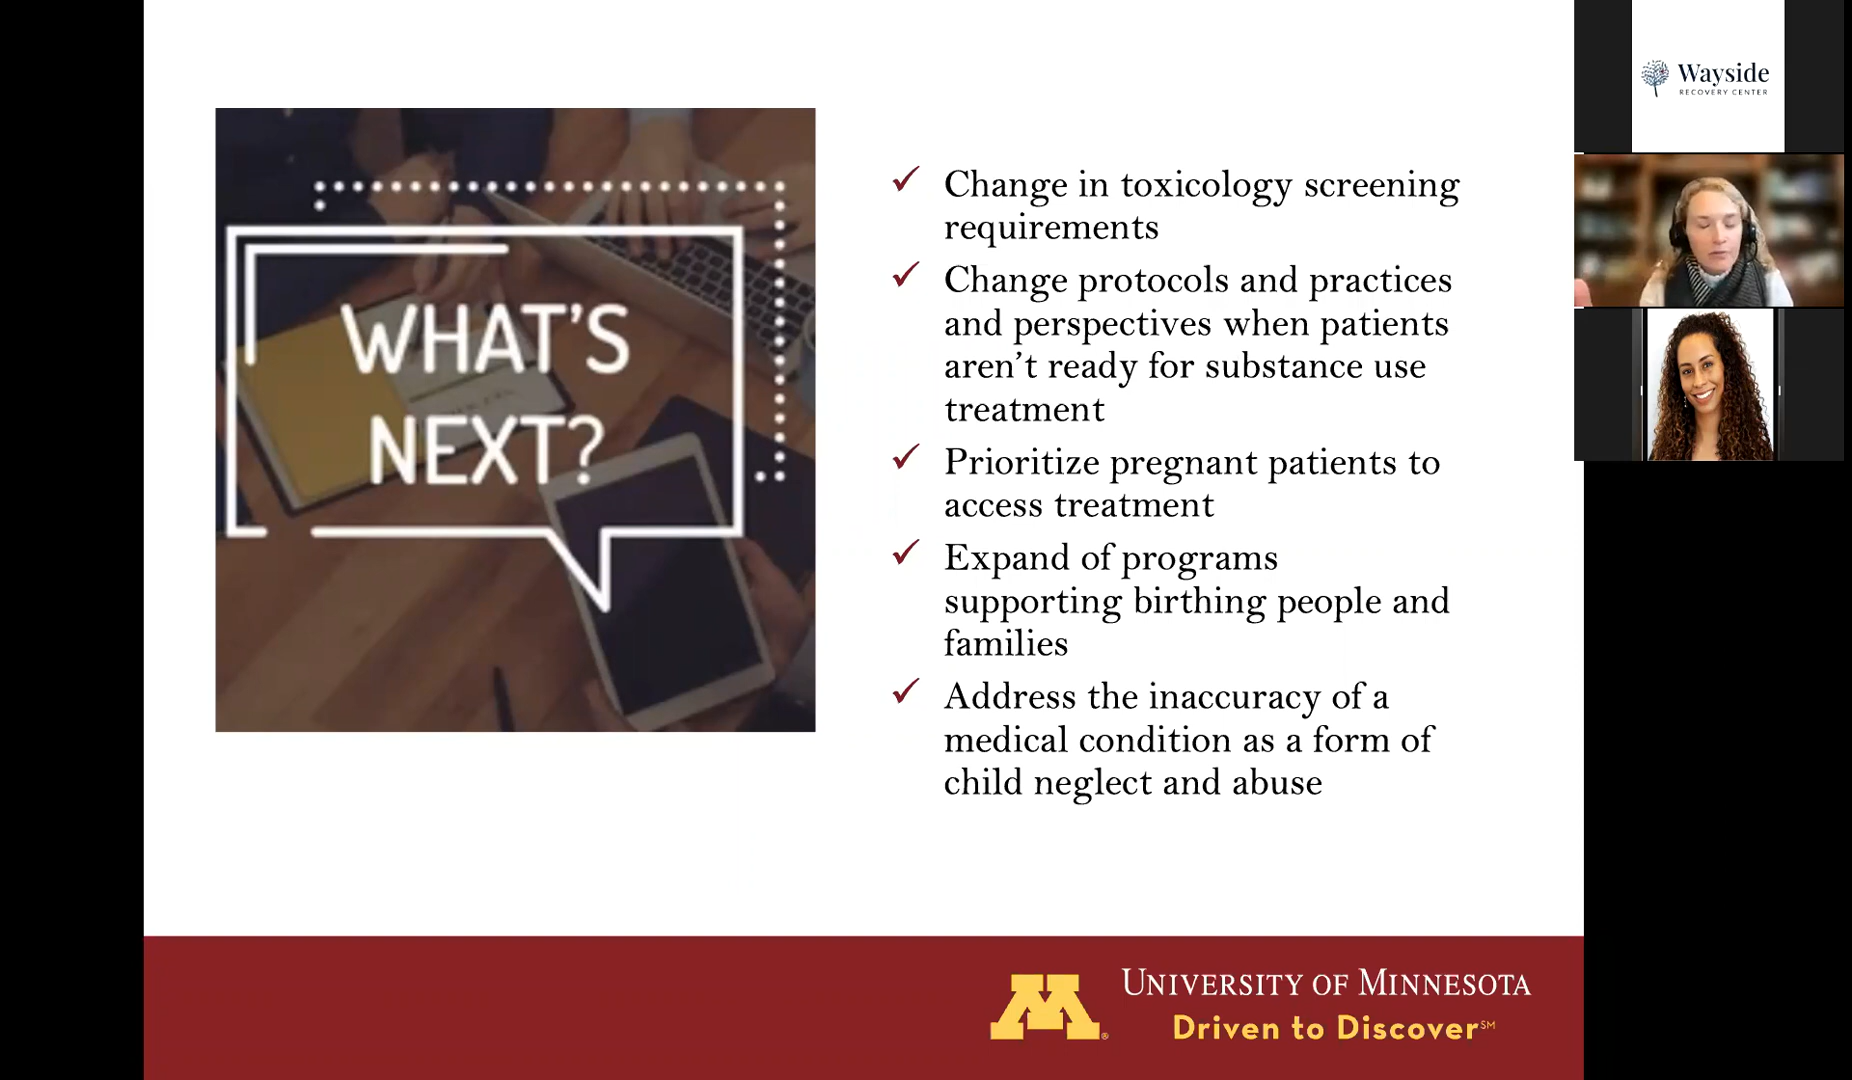 WHAT'S
NEXT?
Change in toxicology screening
requirements
Change protocols and practices
and perspectives when patients
aren't ready for substance use
treatment
Prioritize pregnant patients to
access treatment
Expand of programs
supporting birthing people and
families
Address the inaccuracy of a
medical condition as a form of
child neglect and abuse
M®
UNIVERSITY OF MINNESOTA
Driven to Discover℠
Wayside
RECOVERY CENTER